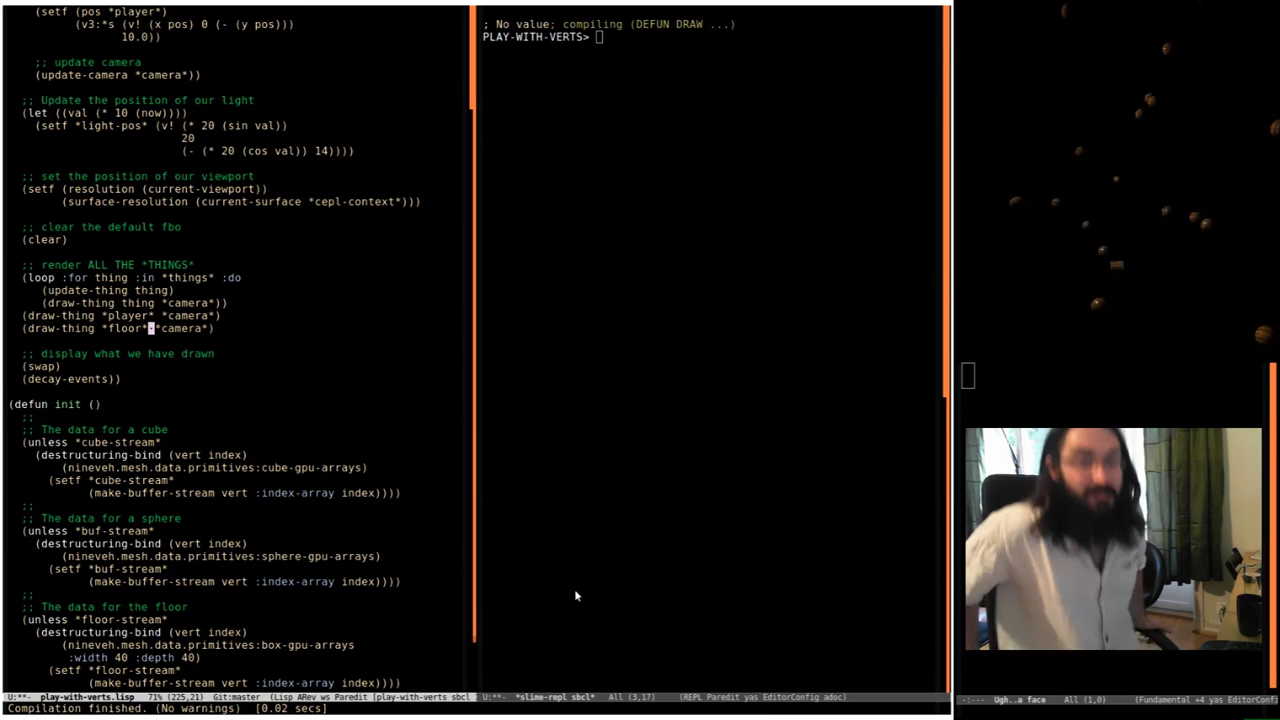 (setf (pos *player*)
(v3:*s (v! (x pos) 0 (- (y pos))
10.0))
;; update camera
(update-camera *camera*))
;; Update the position of our light
(let ((val (* 10 (now))))
(setf *light-pos* (v! (* 20 (sin val))
20
(- (* 20 (cos val)) 14))))
;; set the position of our viewport
(setf (resolution (current-viewport))
(surface-resolution (current-surface *cepl-context*)))
;; clear the default fbo
(clear)
;; render ALL THE *THINGS*
(loop :for thing :in *things* :do
(update-thing thing)
(draw-thing thing *camera*))
(draw-thing *player* *camera*)
(draw-thing *floor* *camera*)
;; display what we have drawn
(swap)
(decay-events))
(defun init ()
;;
;; The data for a cube
(unless *cube-stream*
(destructuring-bind (vert index)
(nineveh.mesh.data.primitives:cube-gpu-arrays)
(setf *cube-stream*
(make-buffer-stream vert :index-array index))))
;;
;; The data for a sphere
(unless *buf-stream*
(destructuring-bind (vert index)
(nineveh.mesh.data.primitives:sphere-gpu-arrays)
(setf *buf-stream*
(make-buffer-stream vert :index-array index))))
;;
;; The data for the floor
(unless *floor-stream*
(destructuring-bind (vert index)
(nineveh.mesh.data.primitives:box-gpu-arrays
:width 40 :depth 40)
(setf *floor-stream*
(make-buffer-stream vert :index-array index))))
U:**- play-with-verts.lisp 71% (225,21) Git:master (Lisp ARev ws Paredit [play-with-verts sbcl
Compilation finished. (No warnings) [0.02 secs]
; No value; compiling (DEFUN DRAW ...)
PLAY-WITH-VERTS>
U:**- *slime-repl sbcl* All (3,17) (REPL Paredit yas EditorConfig adoc)
-:--- Ugh..a face All (1,0) (Fundamental +4 yas EditorConfi